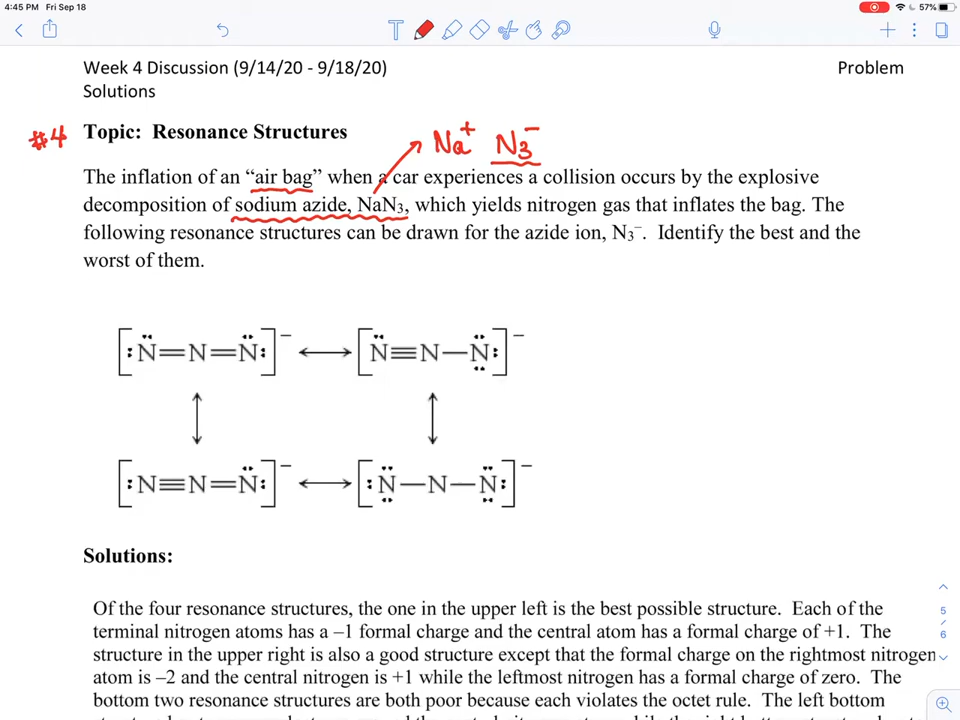 4:45 PM Fri Sep 18
57%
Week 4 Discussion (9/14/20 - 9/18/20) Problem
Solutions
#4 Topic: Resonance Structures
Na⁺ N₃⁻
The inflation of an “air bag” when a car experiences a collision occurs by the explosive
decomposition of sodium azide, NaN₃, which yields nitrogen gas that inflates the bag. The
following resonance structures can be drawn for the azide ion, N₃⁻. Identify the best and the
worst of them.
[:N̈=N=N̈:]⁻ ⟷ [N̈≡N—N̈:]⁻
[:N≡N=N̈:]⁻ ⟷ [:N̈—N—N̈:]⁻
Solutions:
Of the four resonance structures, the one in the upper left is the best possible structure. Each of the
terminal nitrogen atoms has a –1 formal charge and the central atom has a formal charge of +1. The
structure in the upper right is also a good structure except that the formal charge on the rightmost nitrogen
atom is –2 and the central nitrogen is +1 while the leftmost nitrogen has a formal charge of zero. The
bottom two resonance structures are both poor because each violates the octet rule. The left bottom
5
/
6